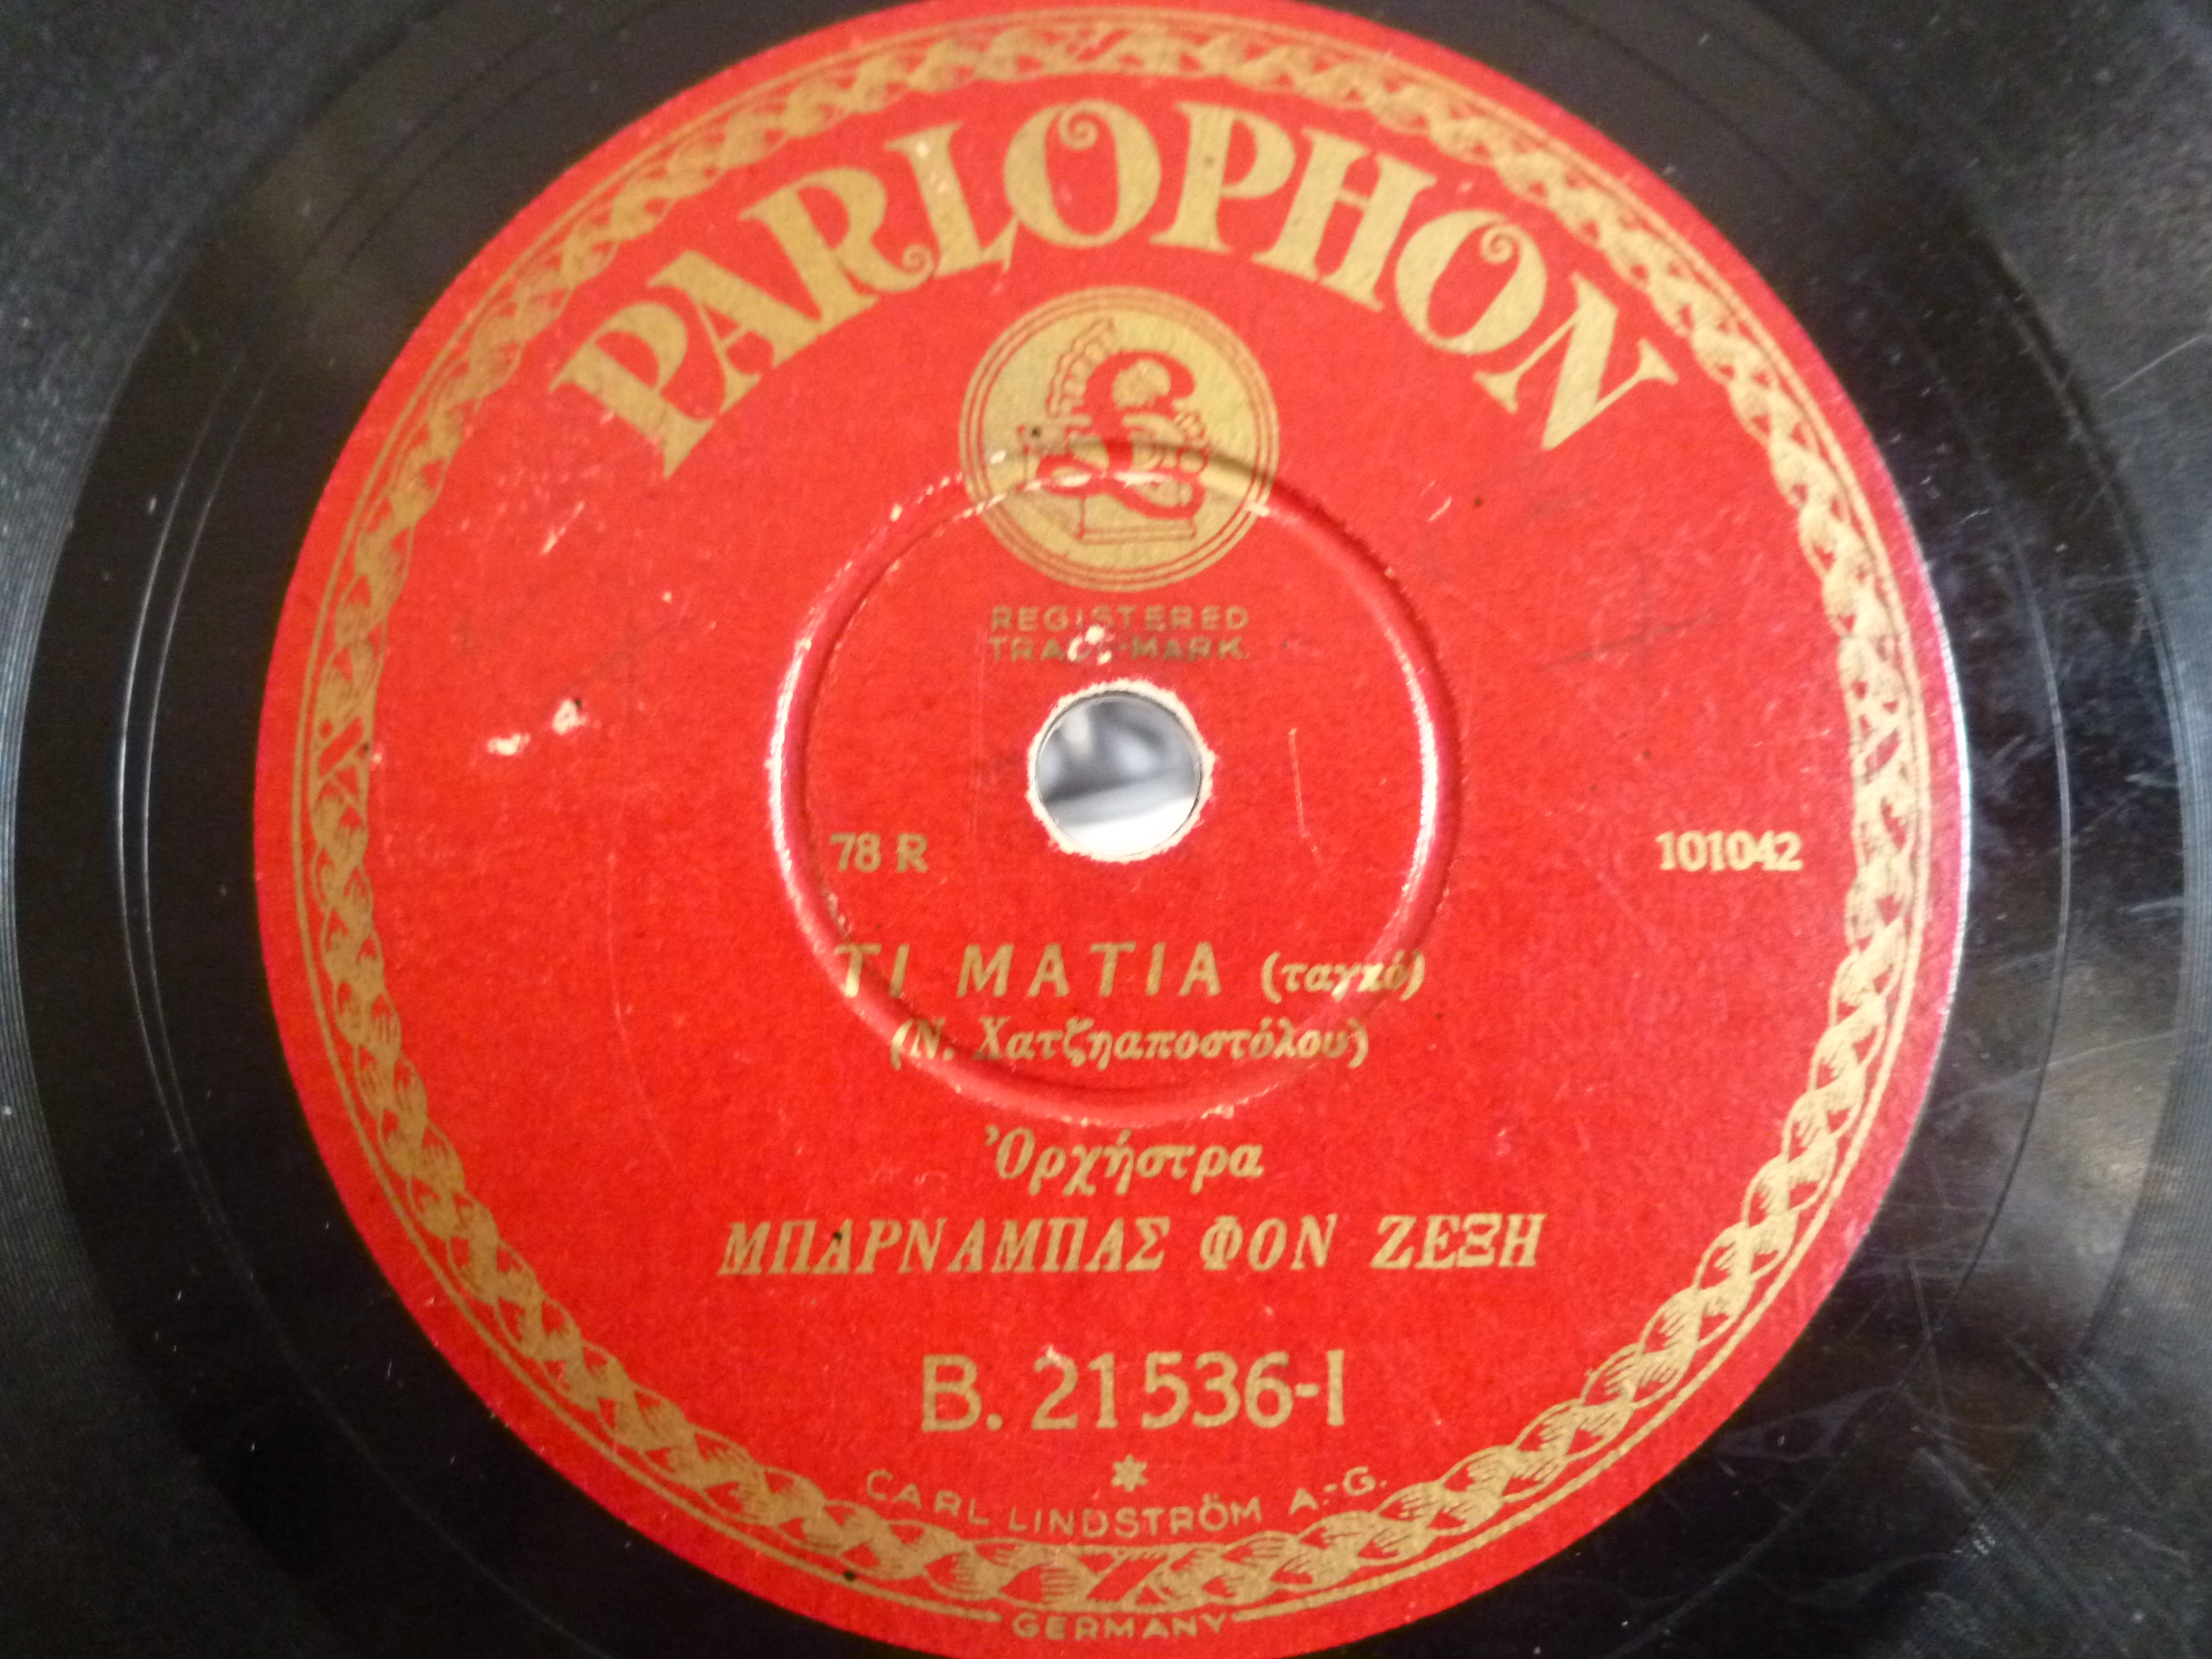 PARLOPHON
£
REGISTERED
TRADE-MARK.
78 R
101042
ΤΙ ΜΑΤΙΑ (ταγκό)
(Ν. Χατζηαποστόλου)
Ὀρχήστρα
ΜΠΑΡΝΑΜΠΑΣ ΦΟΝ ΖΕΞΗ
B. 21536-I
CARL LINDSTRÖM A.-G.
GERMANY